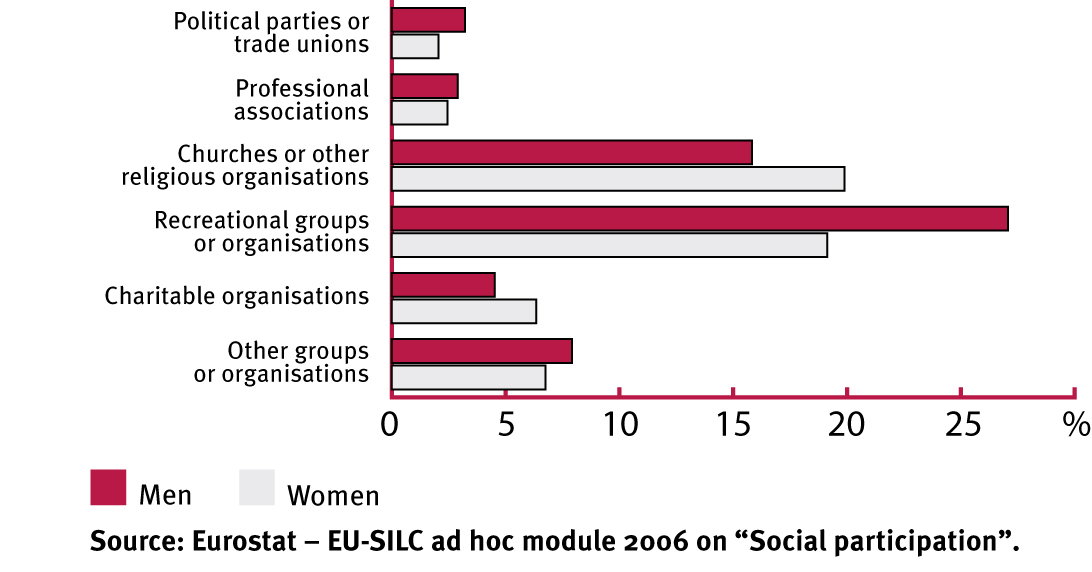 Political parties or
trade unions
Professional
associations
Churches or other
religious organisations
Recreational groups
or organisations
Charitable organisations
Other groups
or organisations
0 5 10 15 20 25 %
Men Women
Source: Eurostat – EU-SILC ad hoc module 2006 on “Social participation”.